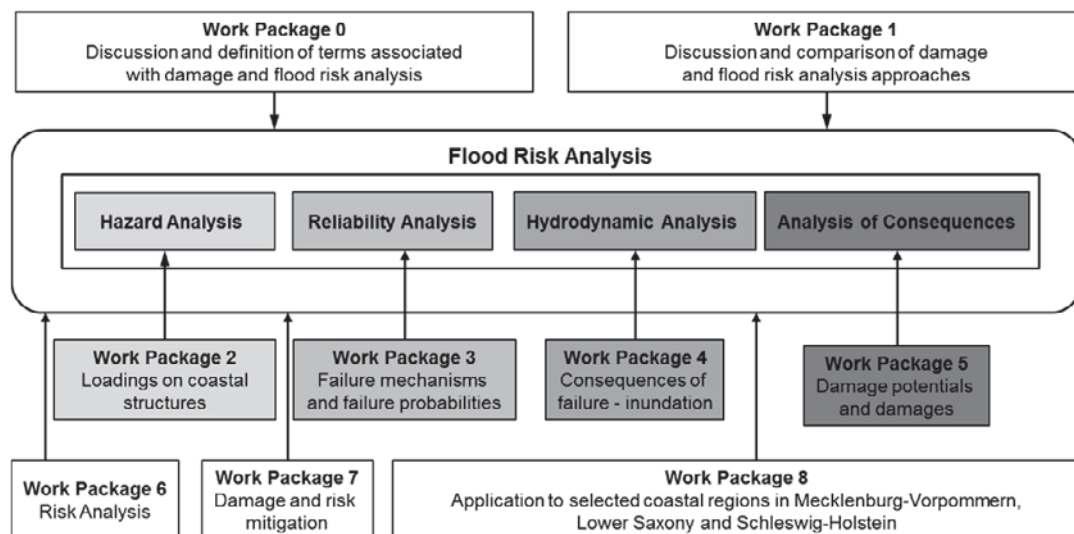 Work Package 0
Discussion and definition of terms associated
with damage and flood risk analysis
Work Package 1
Discussion and comparison of damage
and flood risk analysis approaches
Flood Risk Analysis
Hazard Analysis
Reliability Analysis
Hydrodynamic Analysis
Analysis of Consequences
Work Package 2
Loadings on coastal
structures
Work Package 3
Failure mechanisms
and failure probabilities
Work Package 4
Consequences of
failure - inundation
Work Package 5
Damage potentials
and damages
Work Package 6
Risk Analysis
Work Package 7
Damage and risk
mitigation
Work Package 8
Application to selected coastal regions in Mecklenburg-Vorpommern,
Lower Saxony and Schleswig-Holstein